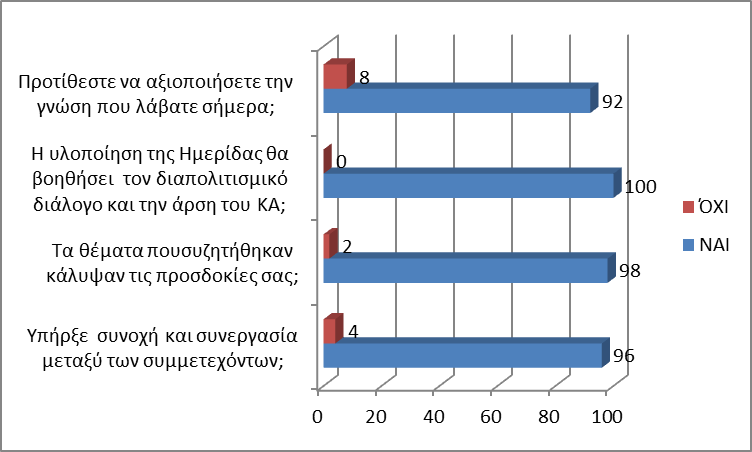 Προτίθεστε να αξιοποιήσετε την
γνώση που λάβατε σήμερα;
8
92
Η υλοποίηση της Ημερίδας θα
βοηθήσει τον διαπολιτισμικό
διάλογο και την άρση του ΚΑ;
0
100
Τα θέματα πουσυζητήθηκαν
κάλυψαν τις προσδοκίες σας;
2
98
Υπήρξε συνοχή και συνεργασία
μεταξύ των συμμετεχόντων;
4
96
0 20 40 60 80 100
ΌΧΙ
ΝΑΙ